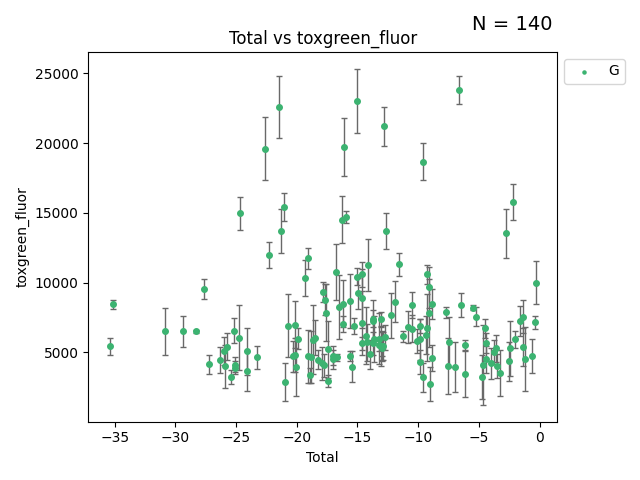 N = 140
Total vs toxgreen_fluor
G
toxgreen_fluor
25000
20000
15000
10000
5000
−35 −30 −25 −20 −15 −10 −5 0
Total